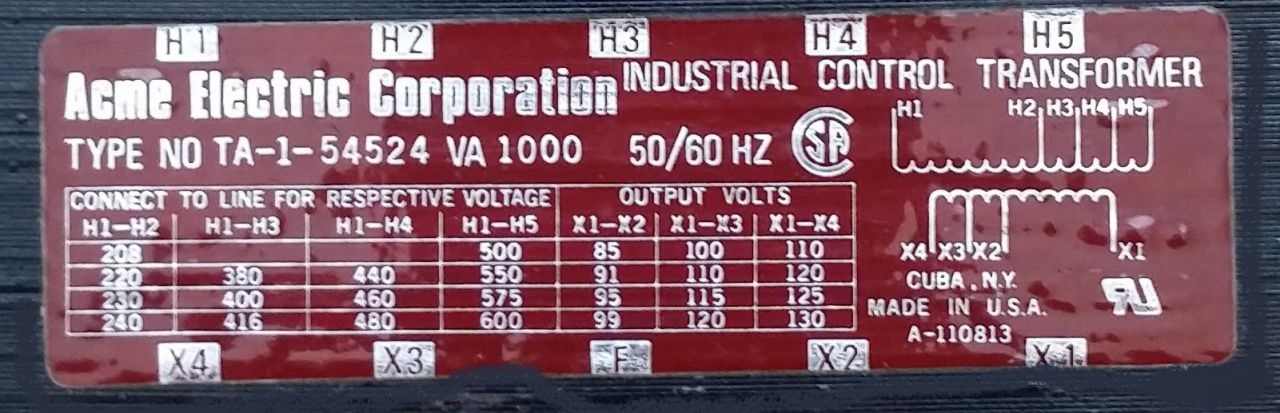 H1 H2 H3 H4 H5
Acme Electric Corporation INDUSTRIAL CONTROL TRANSFORMER
H1 H2 H3 H4 H5
TYPE NO TA-1-54524 VA 1000 50/60 HZ SA
CONNECT TO LINE FOR RESPECTIVE VOLTAGE OUTPUT VOLTS
H1-H2 H1-H3 H1-H4 H1-H5 X1-X2 X1-X3 X1-X4
208 500 85 100 110
220 380 440 550 91 110 120
230 400 460 575 95 115 125
240 416 480 600 99 120 130
X4 X3 X2 X1
CUBA, N.Y.
MADE IN U.S.A.
A-110813
RU
X4 X3 F X2 X1